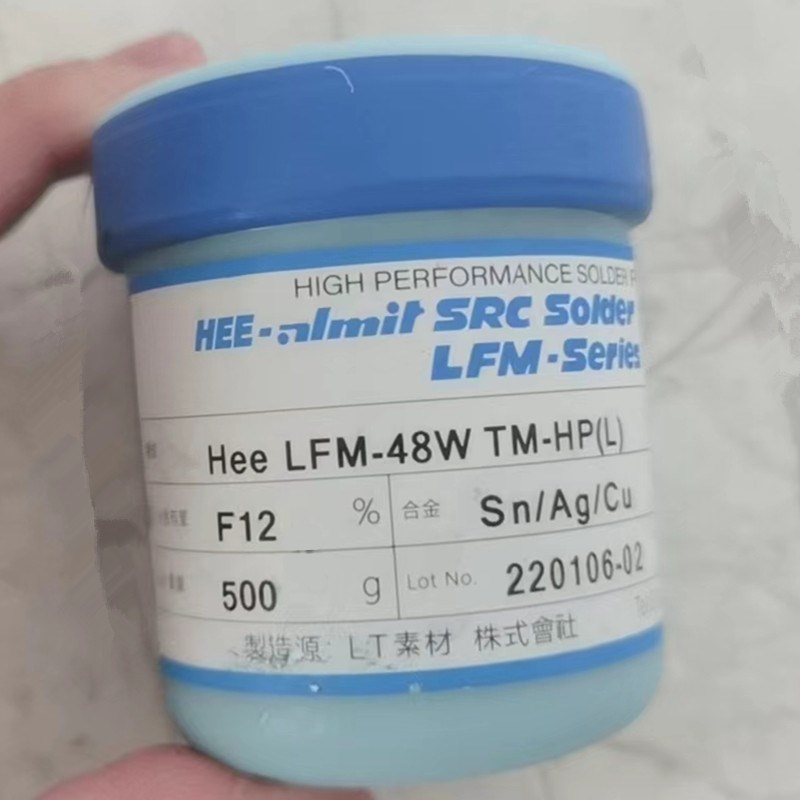 HIGH PERFORMANCE SOLDER
HEE-almit SRC Solder
LFM-Series
Hee LFM-48W TM-HP(L)
F12 % 合金 Sn/Ag/Cu
500 g Lot No. 220106-02
製造源 LT素材 株式會社